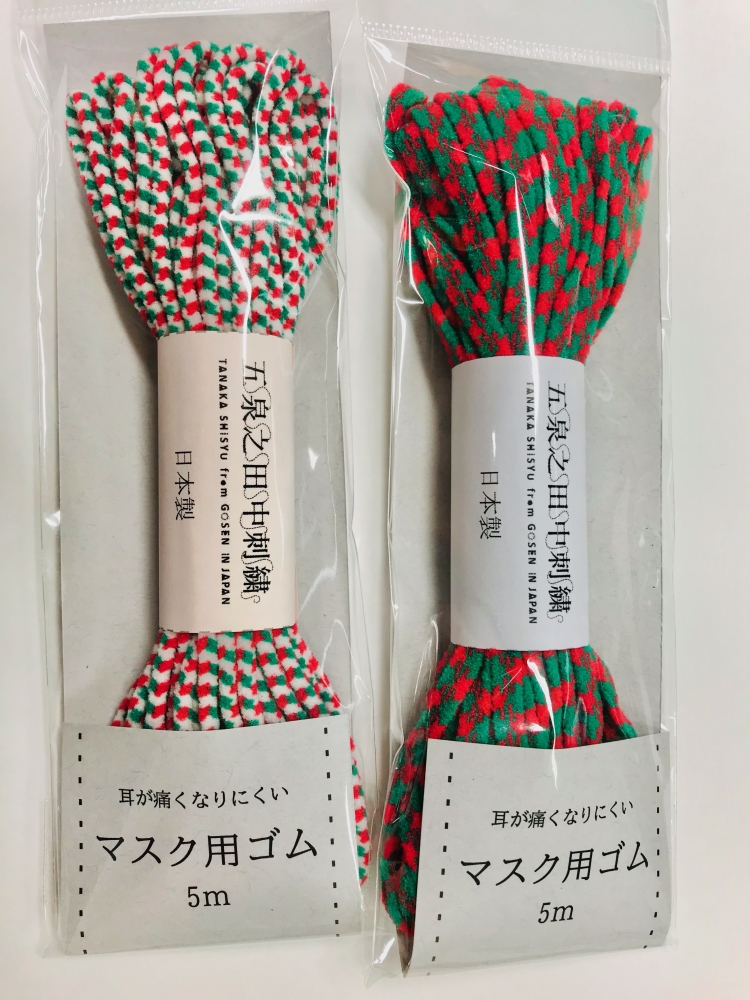 五泉之田中刺繍
TANAKA SHiSYU from GOSEN iN JAPAN
日本製
耳が痛くなりにくい
マスク用ゴム
5m
五泉之田中刺繍
TANAKA SHiSYU from GOSEN iN JAPAN
日本製
耳が痛くなりにくい
マスク用ゴム
5m